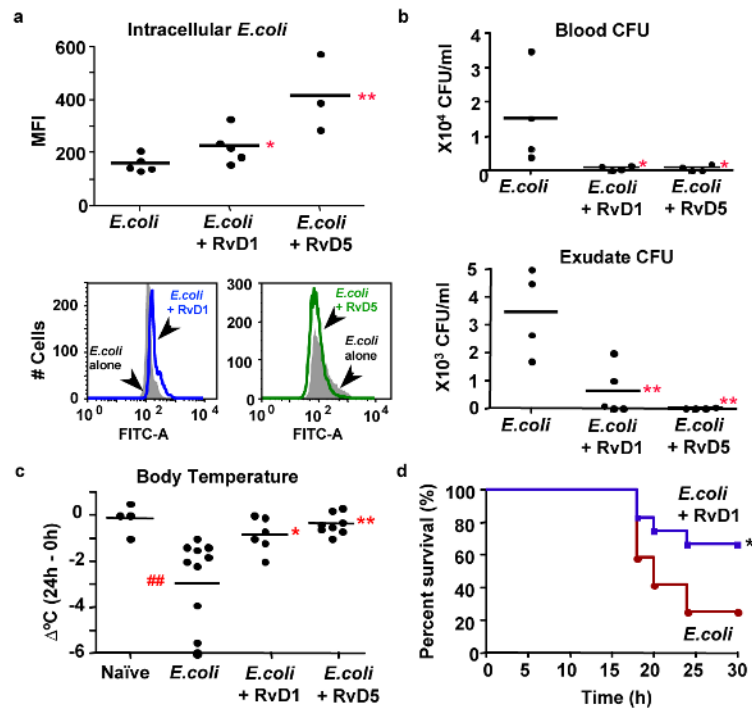 a
Intracellular E.coli
MFI
600
400
200
0
E.coli
E.coli
+ RvD1
E.coli
+ RvD5
**
*
# Cells
200
100
0
E.coli
+ RvD1
E.coli
alone
10^0 10^2 10^4
FITC-A
300
200
100
0
E.coli
+ RvD5
E.coli
alone
10^0 10^2 10^4
FITC-A
b
Blood CFU
X10^4 CFU/ml
5
4
3
2
1
0
*
*
E.coli
E.coli
+ RvD1
E.coli
+ RvD5
Exudate CFU
X10^3 CFU/ml
5
4
3
2
1
0
**
**
E.coli
E.coli
+ RvD1
E.coli
+ RvD5
c
Body Temperature
Δ°C (24h - 0h)
0
-2
-4
-6
##
*
**
Naïve
E.coli
E.coli
+ RvD1
E.coli
+ RvD5
d
Percent survival (%)
100
80
60
40
20
0
E.coli
+ RvD1
*
E.coli
0 10 20 30
Time (h)